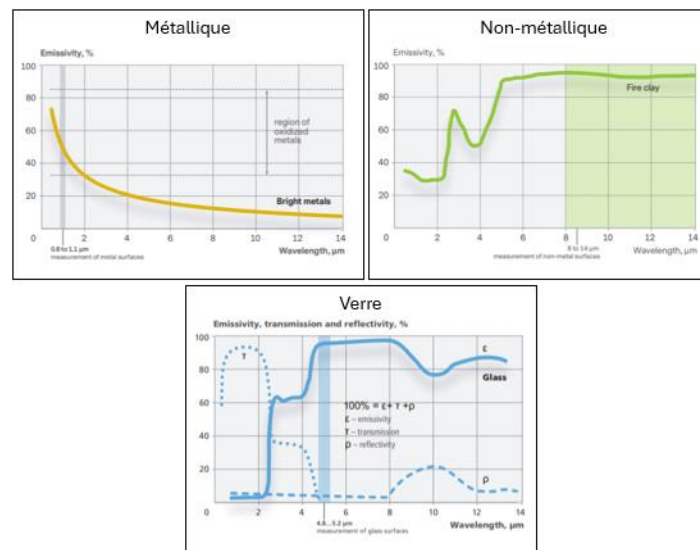 Métallique
Emissivity, %
100
80
60
40
20
0
region of
oxidized
metals
Bright metals
2
4
6
8
10
12
14
0.8 to 1.1 µm
measurement of metal surfaces
Wavelength, µm
Non-métallique
Emissivity, %
100
80
60
40
20
0
Fire clay
2
4
6
8
10
12
14
8 to 14 µm
measurement of non-metal surfaces
Wavelength, µm
Verre
Emissivity, transmission and reflectivity, %
100
80
60
40
20
0
τ
ε
Glass
100% = ε+ τ +ρ
ε – emissivity
τ – transmission
ρ – reflectivity
ρ
2
4
6
8
10
12
14
4.8...5.2 µm
measurement of glass surfaces
Wavelength, µm